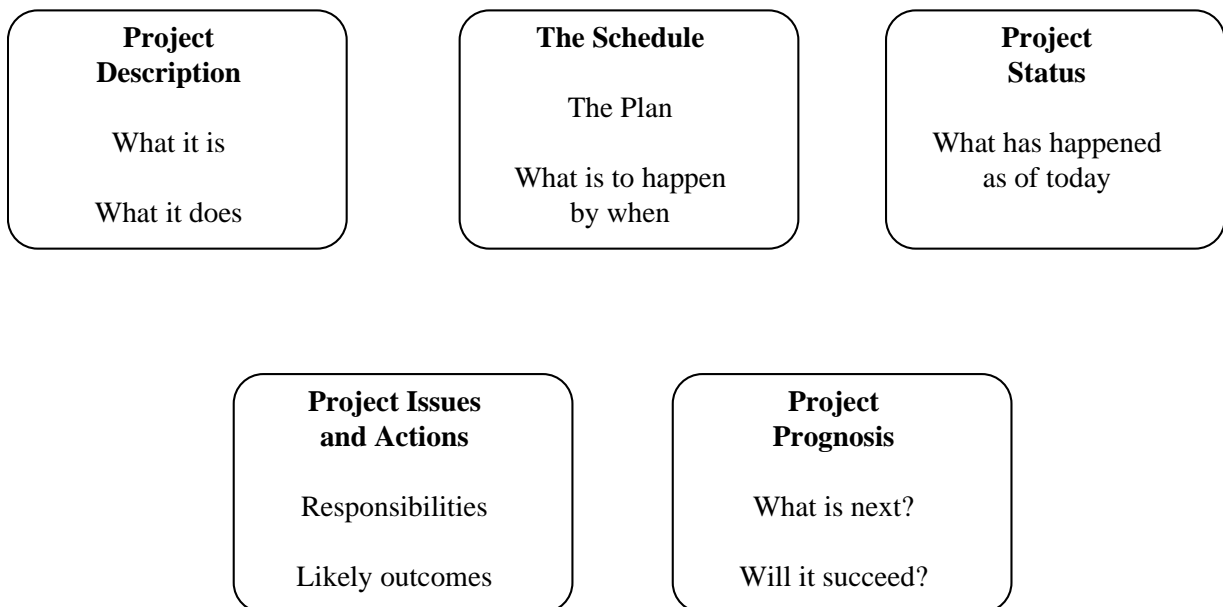 Project
Description
What it is
What it does
The Schedule
The Plan
What is to happen
by when
Project
Status
What has happened
as of today
Project Issues
and Actions
Responsibilities
Likely outcomes
Project
Prognosis
What is next?
Will it succeed?